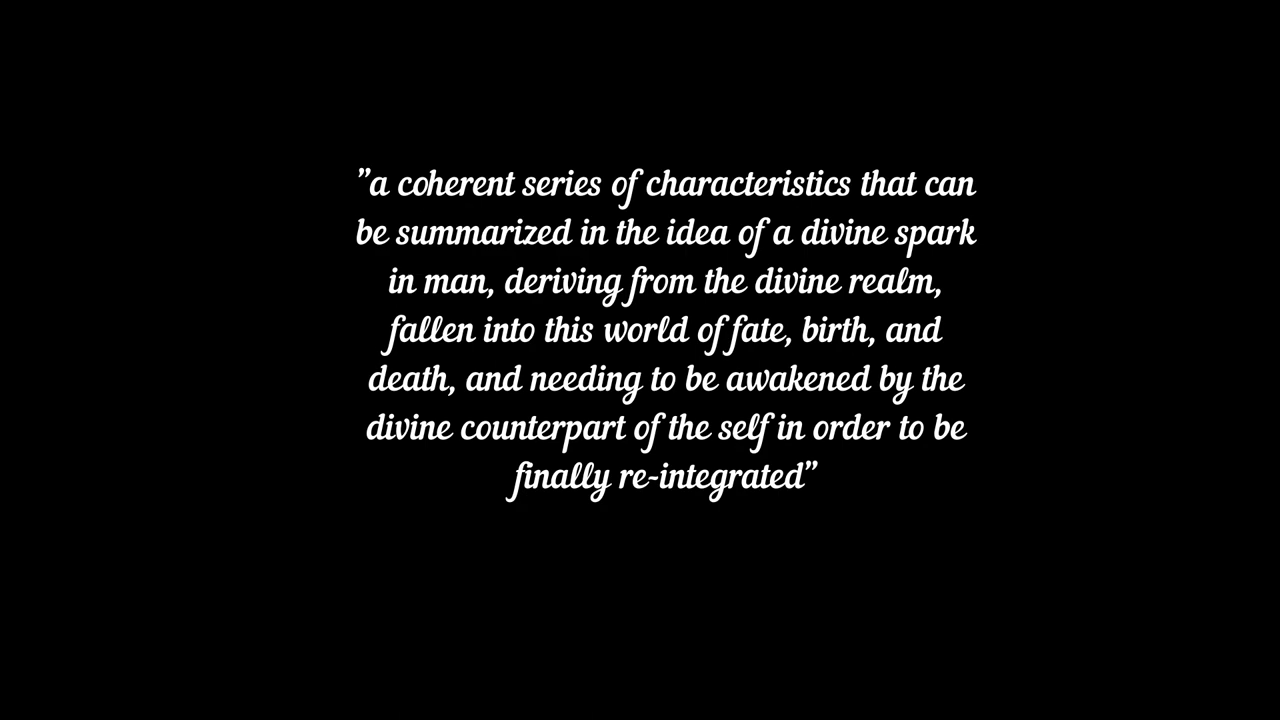 ”a coherent series of characteristics that can
be summarized in the idea of a divine spark
in man, deriving from the divine realm,
fallen into this world of fate, birth, and
death, and needing to be awakened by the
divine counterpart of the self in order to be
finally re-integrated”